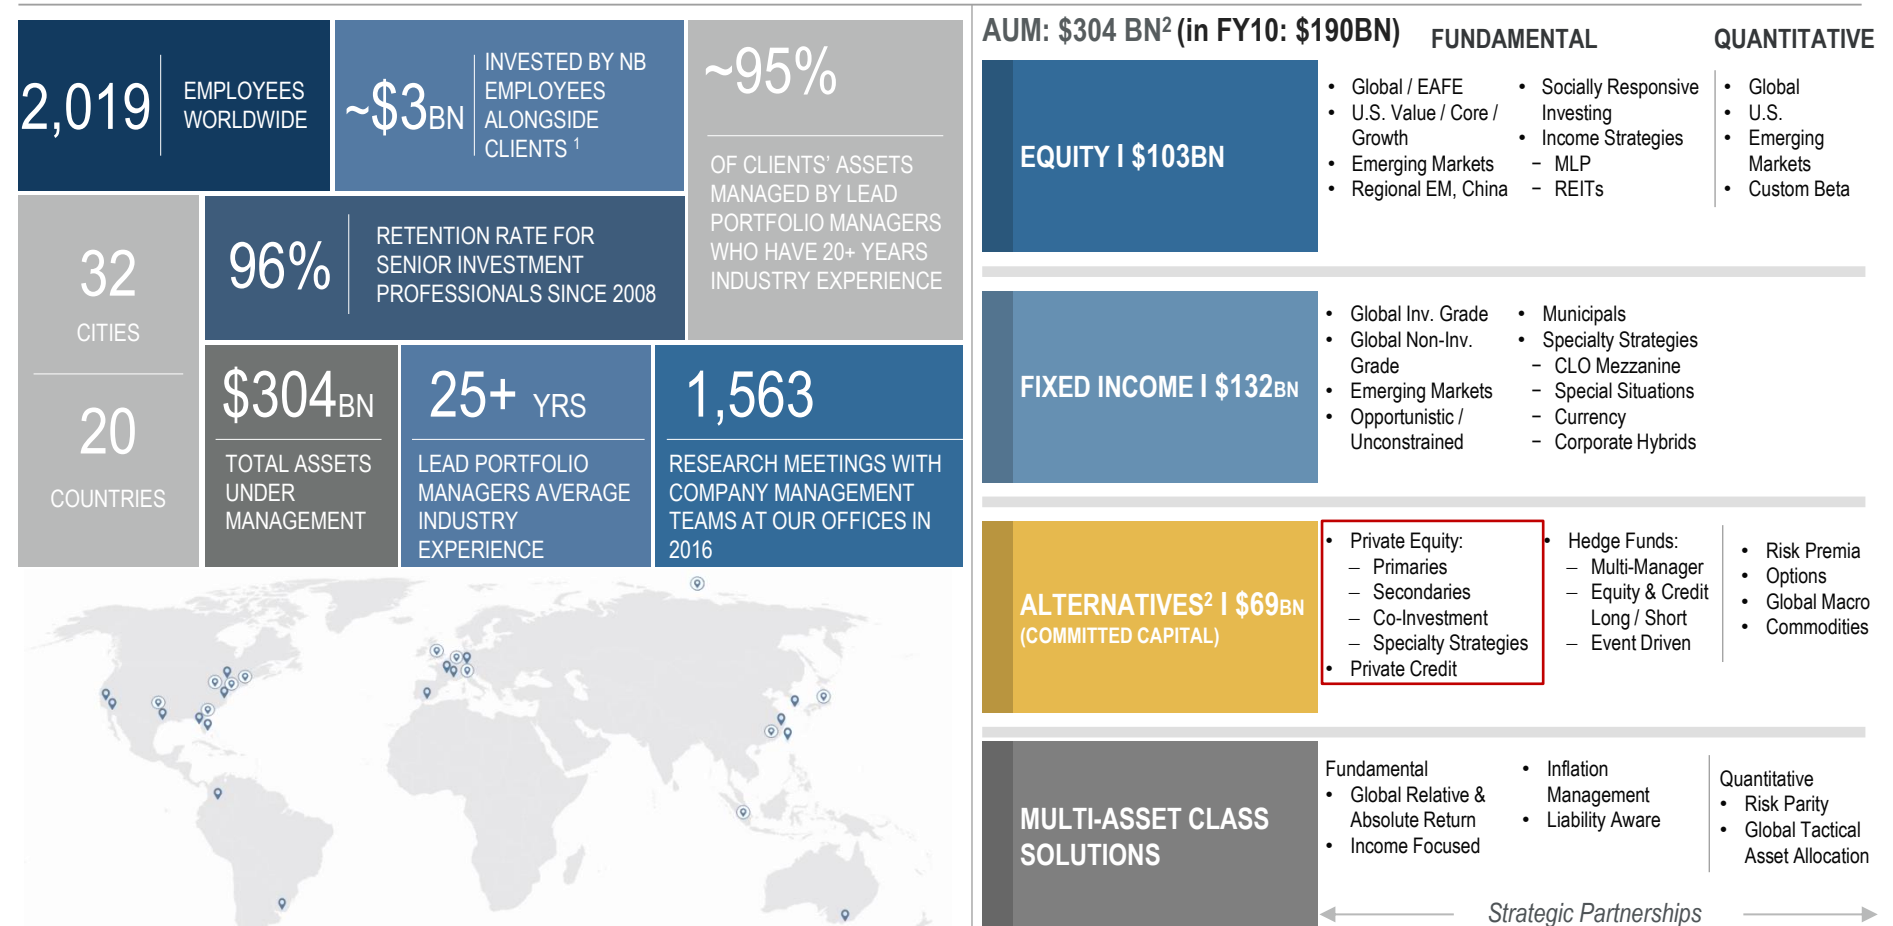 2,019
EMPLOYEES
WORLDWIDE
~$3BN
INVESTED BY NB
EMPLOYEES
ALONGSIDE
CLIENTS 1
~95%
OF CLIENTS' ASSETS
MANAGED BY LEAD
PORTFOLIO MANAGERS
WHO HAVE 20+ YEARS
INDUSTRY EXPERIENCE
32
CITIES
20
COUNTRIES
96%
RETENTION RATE FOR
SENIOR INVESTMENT
PROFESSIONALS SINCE 2008
$304BN
TOTAL ASSETS
UNDER
MANAGEMENT
25+ YRS
LEAD PORTFOLIO
MANAGERS AVERAGE
INDUSTRY
EXPERIENCE
1,563
RESEARCH MEETINGS WITH
COMPANY MANAGEMENT
TEAMS AT OUR OFFICES IN
2016
AUM: $304 BN2 (in FY10: $190BN)
FUNDAMENTAL
QUANTITATIVE
EQUITY I $103BN
• Global / EAFE
• U.S. Value / Core /
Growth
• Emerging Markets
• Regional EM, China
• Socially Responsive
Investing
• Income Strategies
− MLP
− REITs
• Global
• U.S.
• Emerging
Markets
• Custom Beta
FIXED INCOME I $132BN
• Global Inv. Grade
• Global Non-Inv.
Grade
• Emerging Markets
• Opportunistic /
Unconstrained
• Municipals
• Specialty Strategies
− CLO Mezzanine
− Special Situations
− Currency
− Corporate Hybrids
ALTERNATIVES2 I $69BN
(COMMITTED CAPITAL)
• Private Equity:
– Primaries
– Secondaries
– Co-Investment
– Specialty Strategies
• Private Credit
• Hedge Funds:
– Multi-Manager
– Equity & Credit
Long / Short
– Event Driven
• Risk Premia
• Options
• Global Macro
• Commodities
MULTI-ASSET CLASS
SOLUTIONS
Fundamental
• Global Relative &
Absolute Return
• Income Focused
• Inflation
Management
• Liability Aware
Quantitative
• Risk Parity
• Global Tactical
Asset Allocation
Strategic Partnerships